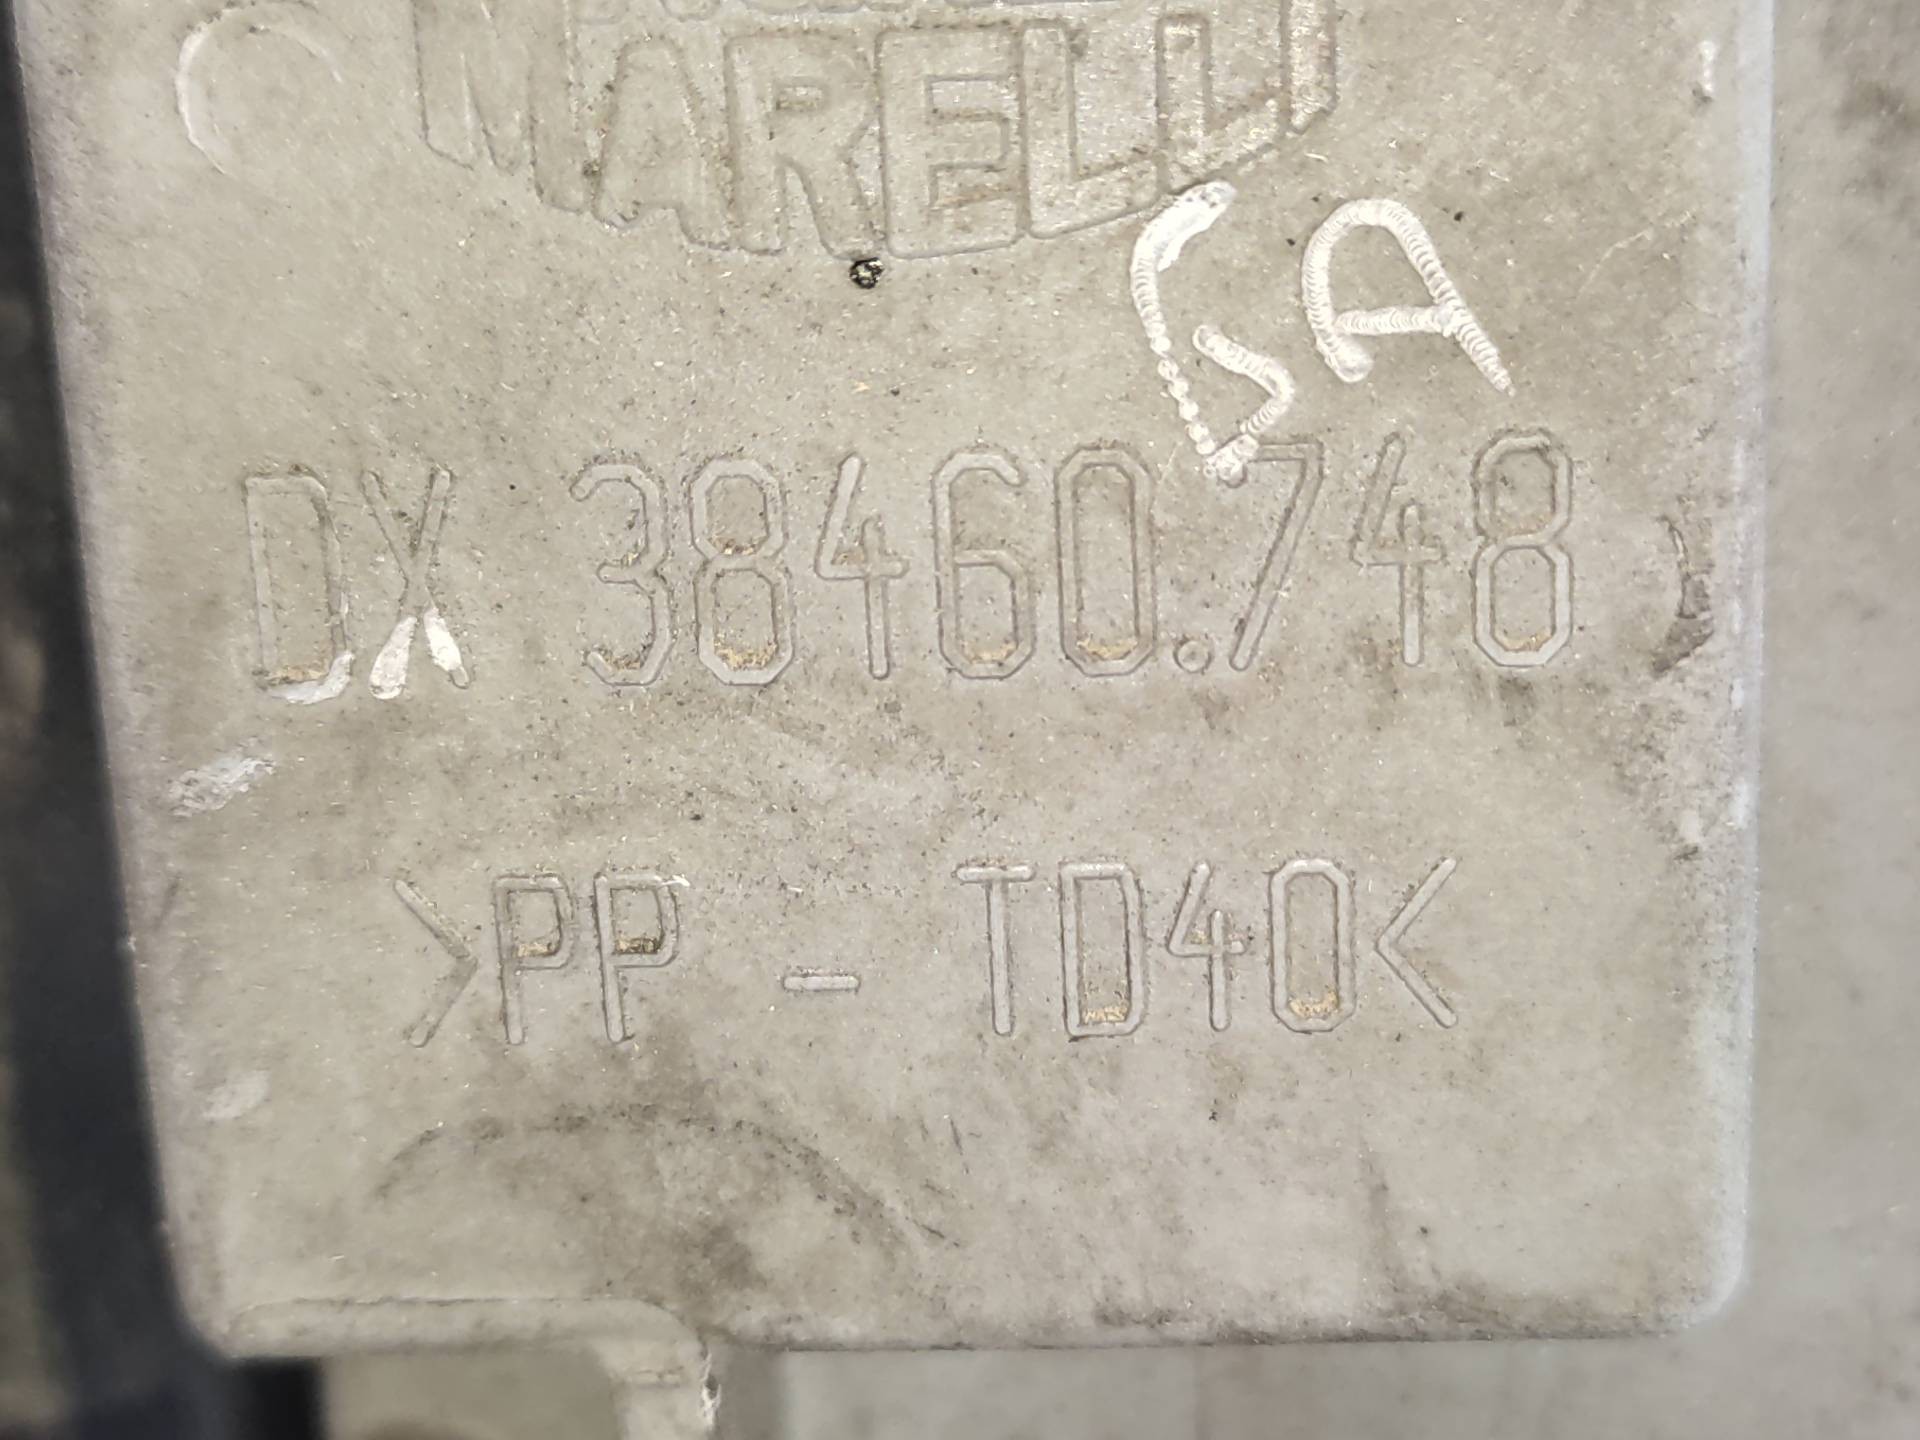 MARELLI
GA
DX 38460.748
>PP - TD40<